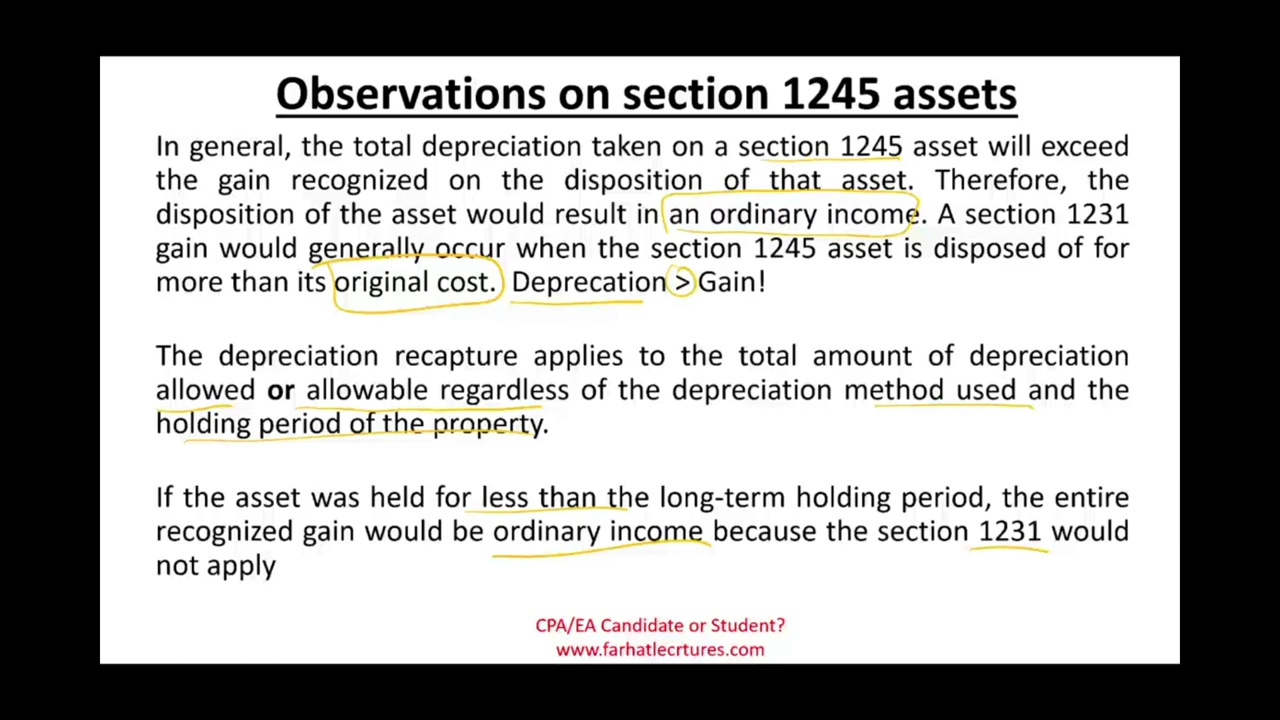 Observations on section 1245 assets
In general, the total depreciation taken on a section 1245 asset will exceed
the gain recognized on the disposition of that asset. Therefore, the
disposition of the asset would result in an ordinary income. A section 1231
gain would generally occur when the section 1245 asset is disposed of for
more than its original cost. Deprecation > Gain!
The depreciation recapture applies to the total amount of depreciation
allowed or allowable regardless of the depreciation method used and the
holding period of the property.
If the asset was held for less than the long-term holding period, the entire
recognized gain would be ordinary income because the section 1231 would
not apply
CPA/EA Candidate or Student?
www.farhatlecrtures.com